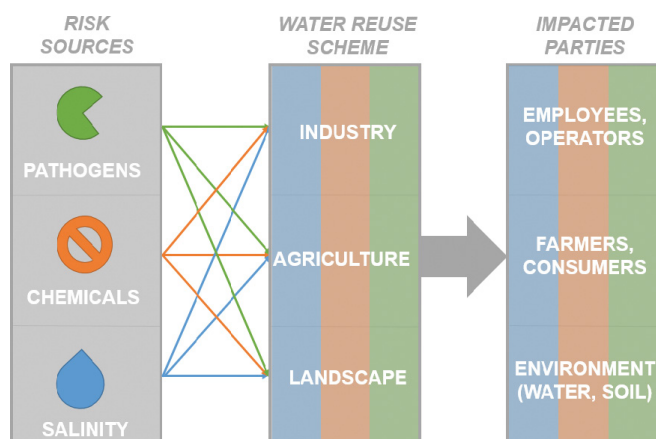 RISK
SOURCES
WATER REUSE
SCHEME
IMPACTED
PARTIES
PATHOGENS
CHEMICALS
SALINITY
INDUSTRY
AGRICULTURE
LANDSCAPE
EMPLOYEES,
OPERATORS
FARMERS,
CONSUMERS
ENVIRONMENT
(WATER, SOIL)